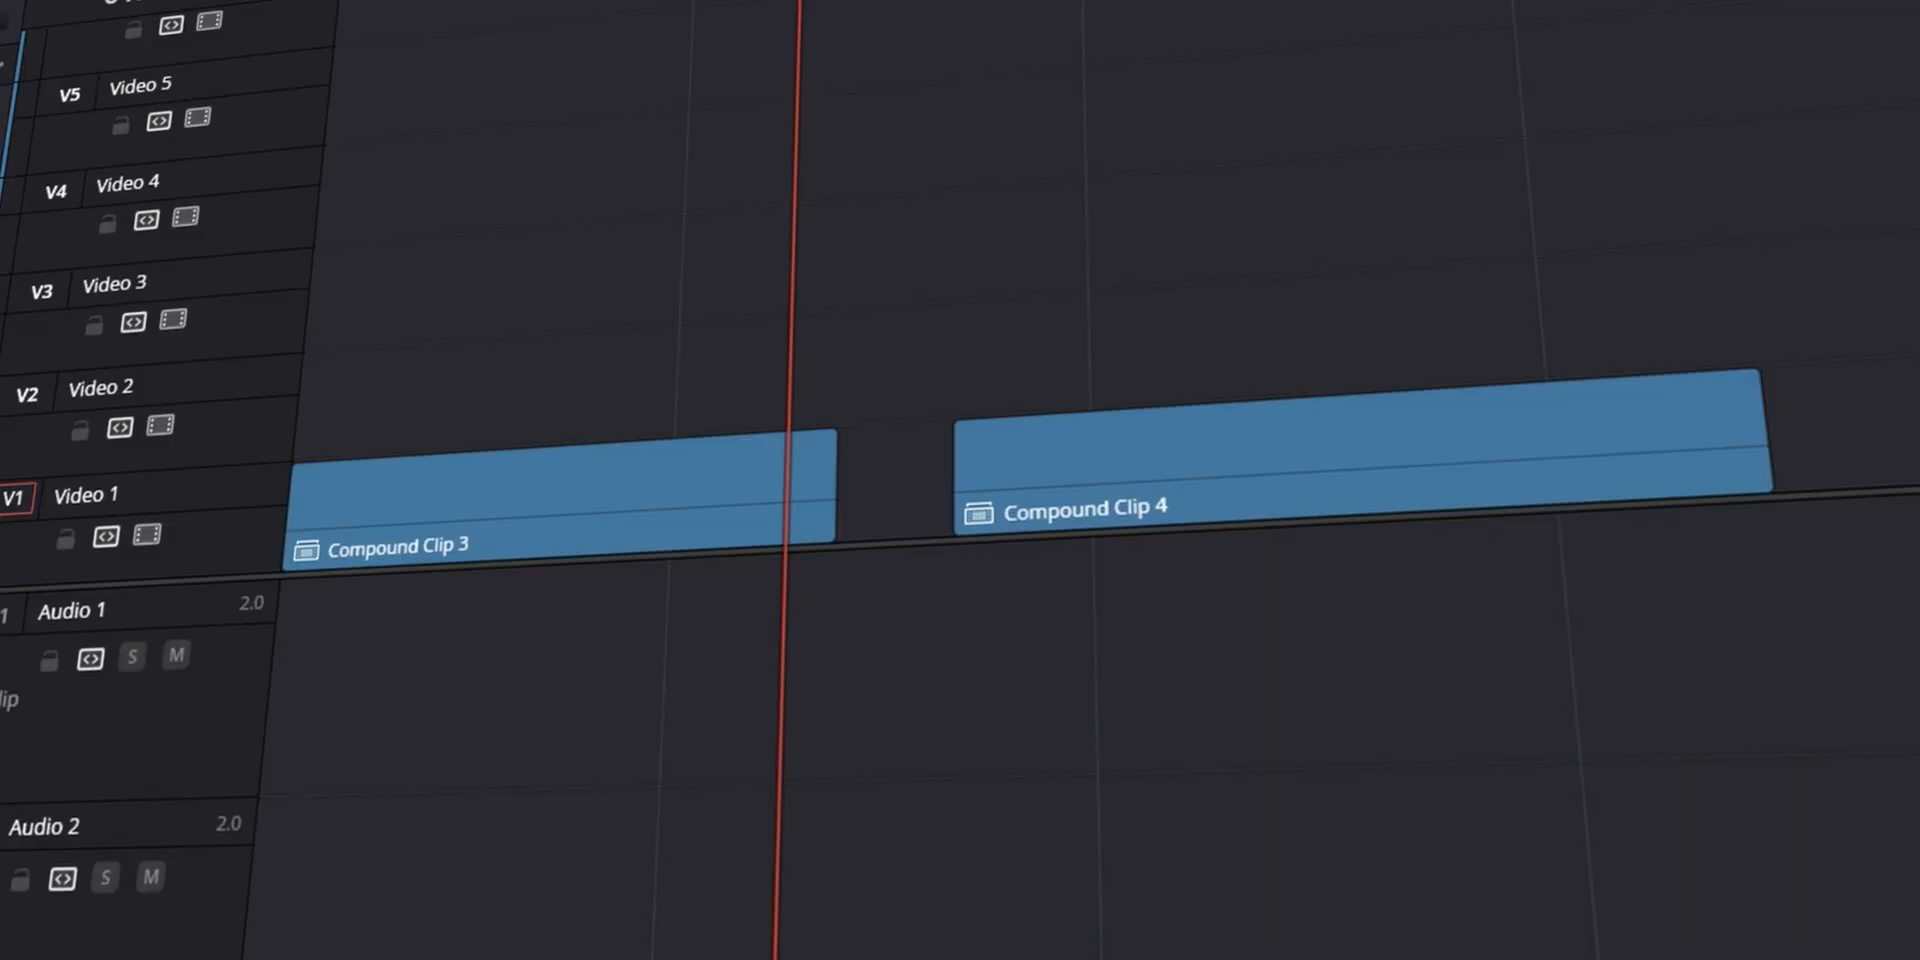 V5 Video 5
V4 Video 4
V3 Video 3
V2 Video 2
V1 Video 1
Compound Clip 3
Compound Clip 4
Audio 1 2.0
S M
Audio 2 2.0
S M